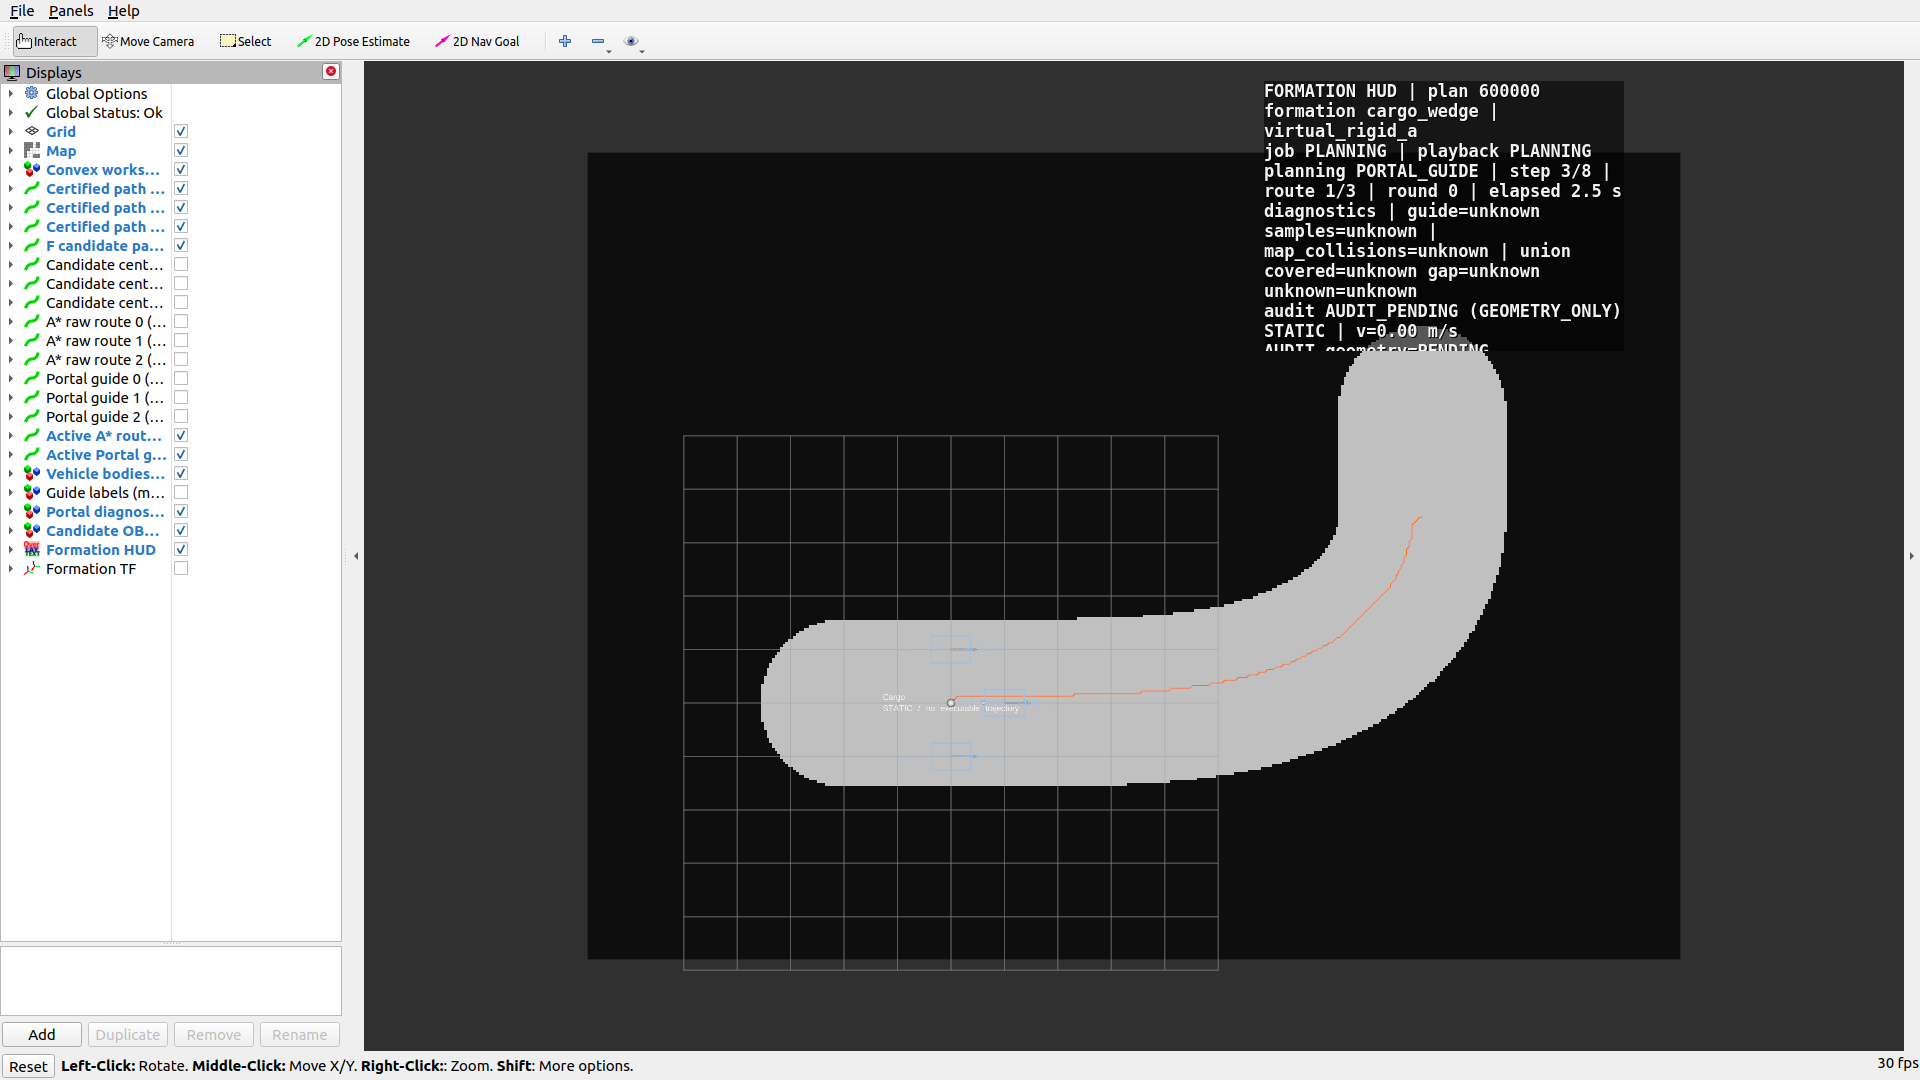 File Panels Help
Interact Move Camera Select 2D Pose Estimate 2D Nav Goal
Displays
Global Options
Global Status: Ok
Grid
Map
Convex works...
Certified path ...
Certified path ...
Certified path ...
F candidate pa...
Candidate cent...
Candidate cent...
Candidate cent...
A* raw route 0 (...
A* raw route 1 (...
A* raw route 2 (...
Portal guide 0 (...
Portal guide 1 (...
Portal guide 2 (...
Active A* rout...
Active Portal g...
Vehicle bodies...
Guide labels (m...
Portal diagnos...
Candidate OB...
Formation HUD
Formation TF
FORMATION HUD | plan 600000
formation cargo_wedge |
virtual_rigid_a
job PLANNING | playback PLANNING
planning PORTAL_GUIDE | step 3/8 |
route 1/3 | round 0 | elapsed 2.5 s
diagnostics | guide=unknown
samples=unknown |
map_collisions=unknown | union
covered=unknown gap=unknown
unknown=unknown
audit AUDIT_PENDING (GEOMETRY_ONLY)
STATIC | v=0.00 m/s
AUDIT geometry=PENDING
Cargo
STATIC / no executable trajectory
Add Duplicate Remove Rename
Reset Left-Click: Rotate. Middle-Click: Move X/Y. Right-Click:: Zoom. Shift: More options. 30 fps